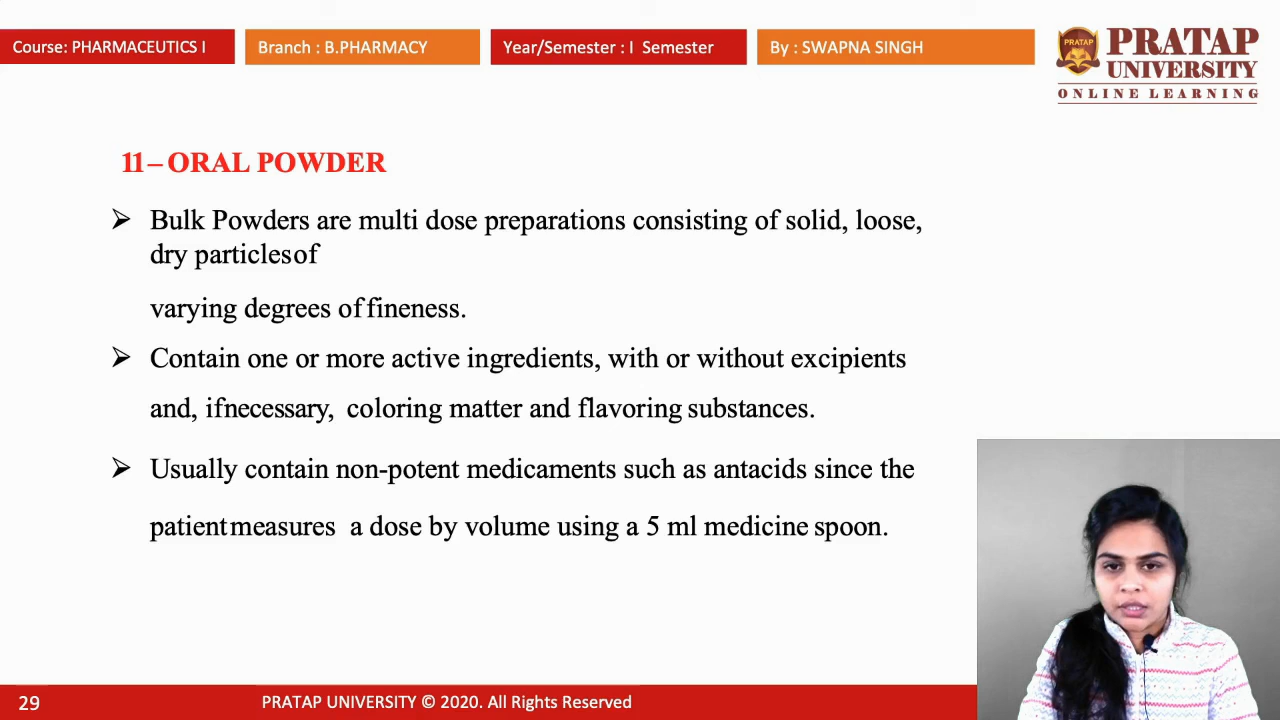 Course: PHARMACEUTICS I
Branch : B.PHARMACY
Year/Semester : I Semester
By : SWAPNA SINGH
PRATAP
PRATAP
UNIVERSITY
ONLINE LEARNING
11– ORAL POWDER
➢ Bulk Powders are multi dose preparations consisting of solid, loose,
dry particlesof
varying degrees of fineness.
➢ Contain one or more active ingredients, with or without excipients
and, ifnecessary, coloring matter and flavoring substances.
➢ Usually contain non-potent medicaments such as antacids since the
patientmeasures a dose by volume using a 5 ml medicine spoon.
29
PRATAP UNIVERSITY © 2020. All Rights Reserved